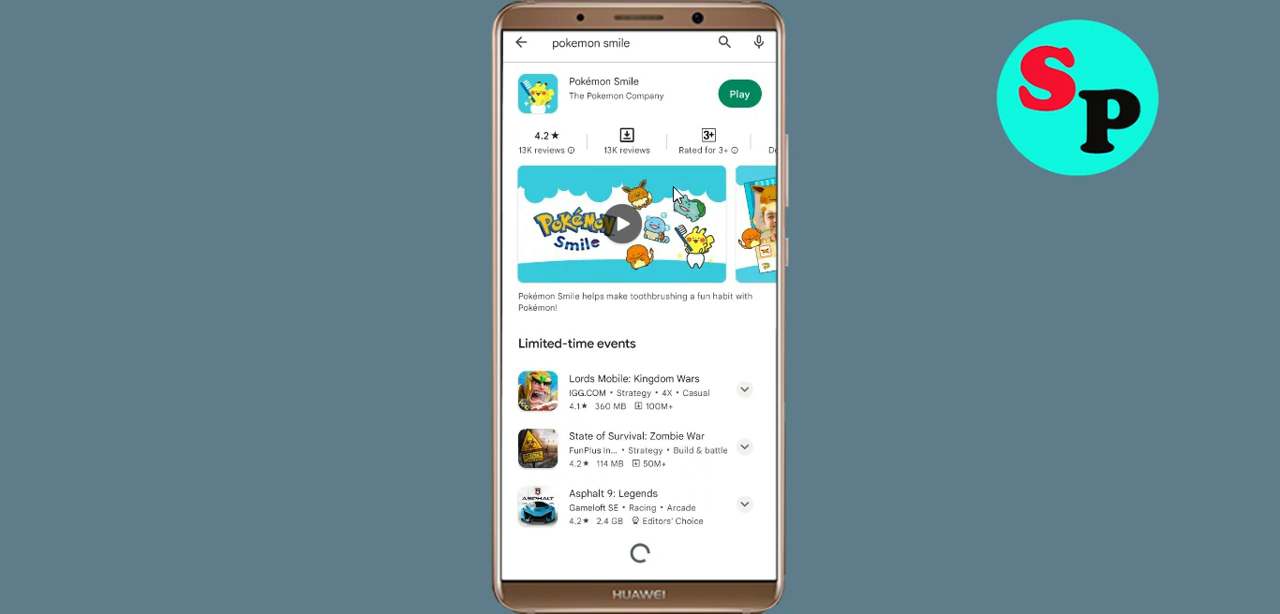 pokemon smile
Pokémon Smile
The Pokemon Company
Play
4.2★
13K reviews
13K reviews
3+
Rated for 3+
Pokémon
Smile
Pokémon Smile helps make toothbrushing a fun habit with
Pokémon!
Limited-time events
Lords Mobile: Kingdom Wars
IGG.COM • Strategy • 4X • Casual
4.1★ 360 MB 100M+
State of Survival: Zombie War
FunPlus In... • Strategy • Build & battle
4.2★ 114 MB 50M+
ASPHALT
Asphalt 9: Legends
Gameloft SE • Racing • Arcade
4.2★ 2.4 GB Editors' Choice
HUAWEI
SP